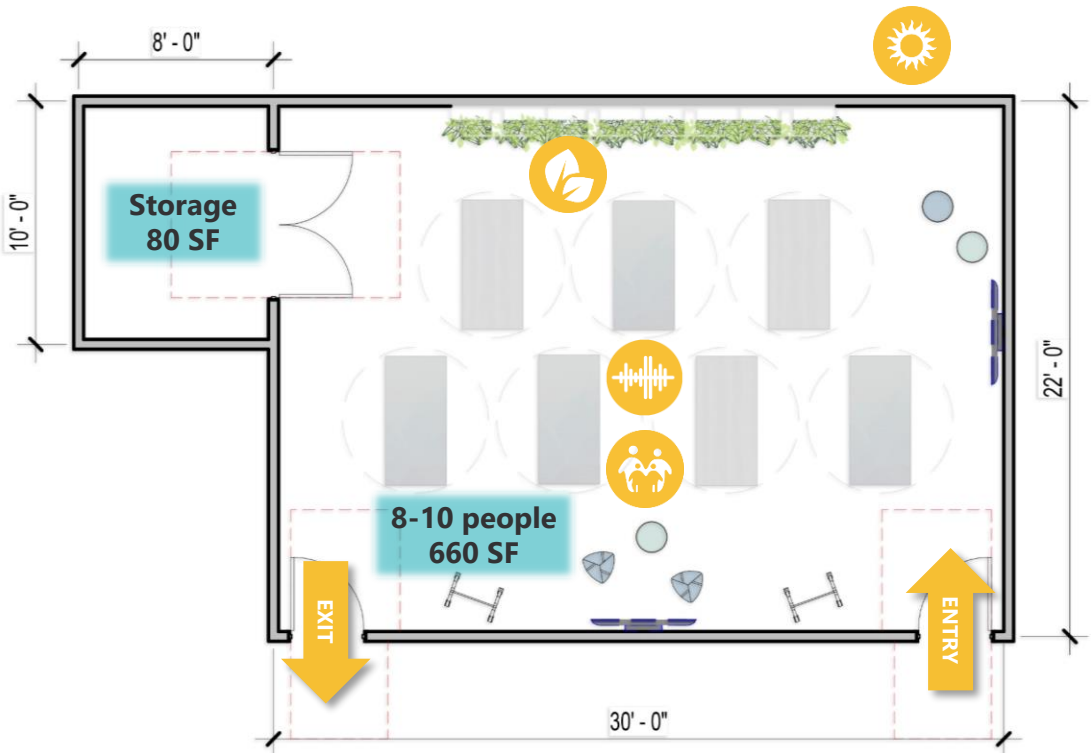 8' - 0"
10' - 0"
Storage
80 SF
22' - 0"
8-10 people
660 SF
EXIT
ENTRY
30' - 0"